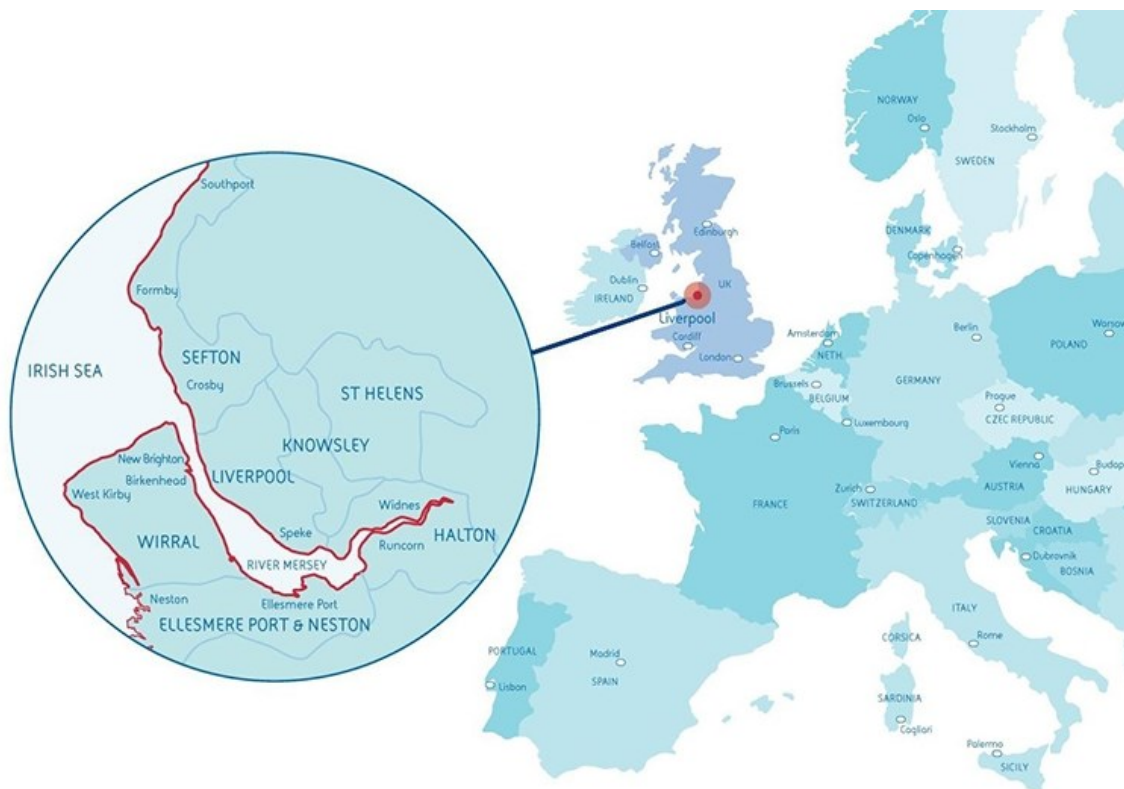 Southport
Formby
IRISH SEA
SEFTON
Crosby
ST HELENS
KNOWSLEY
New Brighton
LIVERPOOL
Birkenhead
West Kirby
Widnes
Speke
HALTON
WIRRAL
Runcorn
RIVER MERSEY
Neston
Ellesmere Port
ELLESMERE PORT & NESTON
NORWAY
Oslo
Stockholm
SWEDEN
Edinburgh
DENMARK
Copenhagen
Belfast
Dublin
IRELAND
UK
Liverpool
Cardiff
London
Amsterdam
NETH.
Berlin
Warsow
POLAND
Brussels
BELGIUM
GERMANY
Prague
CZEC REPUBLIC
Luxembourg
Paris
Vienna
Budap
AUSTRIA
HUNGARY
Zurich
SWITZERLAND
FRANCE
SLOVENIA
CROATIA
Dubrovnik
BOSNIA
ITALY
CORSICA
Rome
PORTUGAL
Madrid
SPAIN
Lisbon
SARDINIA
Cagliari
Palermo
SICILY